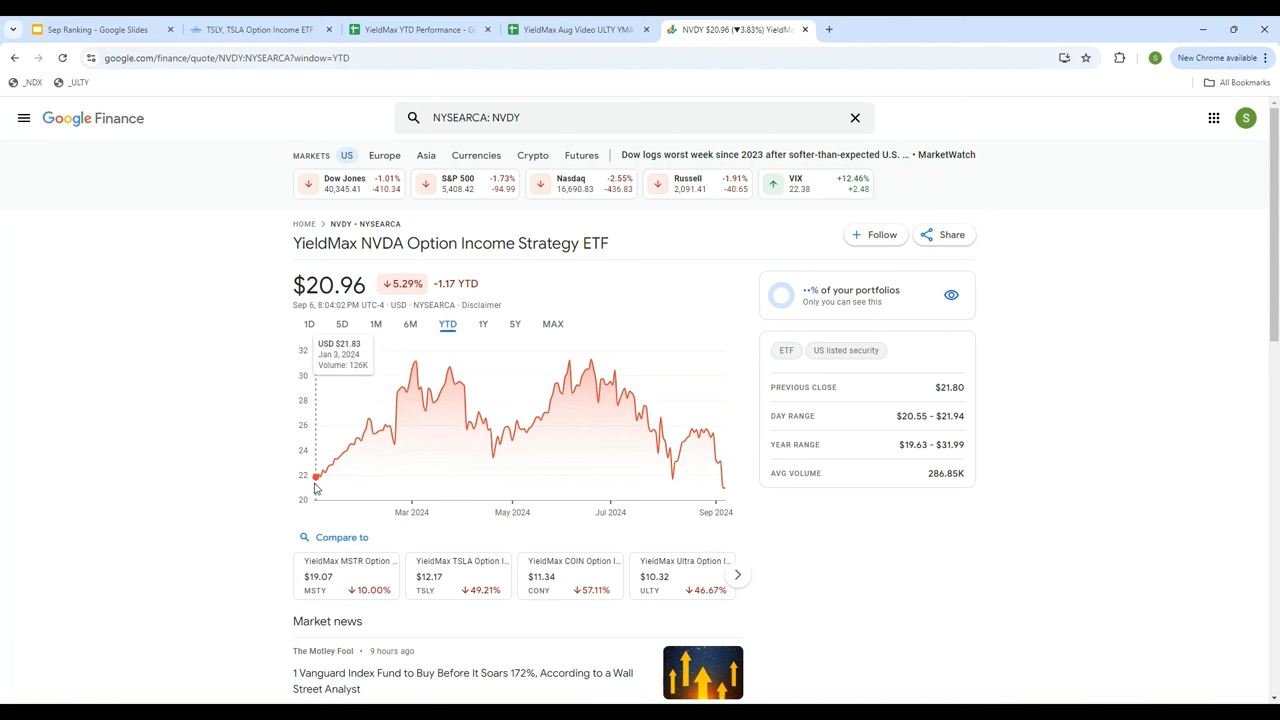 Sep Ranking - Google Slides
TSLY, TSLA Option Income ETF
YieldMax YTD Performance - Go
YieldMax Aug Video ULTY YMA
NVDY $20.96 (▼3.83%) YieldMa
google.com/finance/quote/NVDY:NYSEARCA?window=YTD
S
New Chrome available
_NDX
_ULTY
All Bookmarks
Google Finance
NYSEARCA: NVDY
S
MARKETS US Europe Asia Currencies Crypto Futures
Dow logs worst week since 2023 after softer-than-expected U.S. ... • MarketWatch
Dow Jones -1.01%
40,345.41 -410.34
S&P 500 -1.73%
5,408.42 -94.99
Nasdaq -2.55%
16,690.83 -436.83
Russell -1.91%
2,091.41 -40.65
VIX +12.46%
22.38 +2.48
HOME > NVDY • NYSEARCA
YieldMax NVDA Option Income Strategy ETF
+ Follow
Share
$20.96 ↓5.29% -1.17 YTD
Sep 6, 8:04:02 PM UTC-4 · USD · NYSEARCA · Disclaimer
1D 5D 1M 6M YTD 1Y 5Y MAX
USD $21.83
Jan 3, 2024
Volume: 126K
32
30
28
26
24
22
20
Mar 2024 May 2024 Jul 2024 Sep 2024
••% of your portfolios
Only you can see this
ETF US listed security
PREVIOUS CLOSE $21.80
DAY RANGE $20.55 - $21.94
YEAR RANGE $19.63 - $31.99
AVG VOLUME 286.85K
Compare to
YieldMax MSTR Option ...
$19.07
MSTY ↓10.00%
YieldMax TSLA Option I...
$12.17
TSLY ↓49.21%
YieldMax COIN Option I...
$11.34
CONY ↓57.11%
YieldMax Ultra Option I...
$10.32
ULTY ↓46.67%
Market news
The Motley Fool • 9 hours ago
1 Vanguard Index Fund to Buy Before It Soars 172%, According to a Wall
Street Analyst